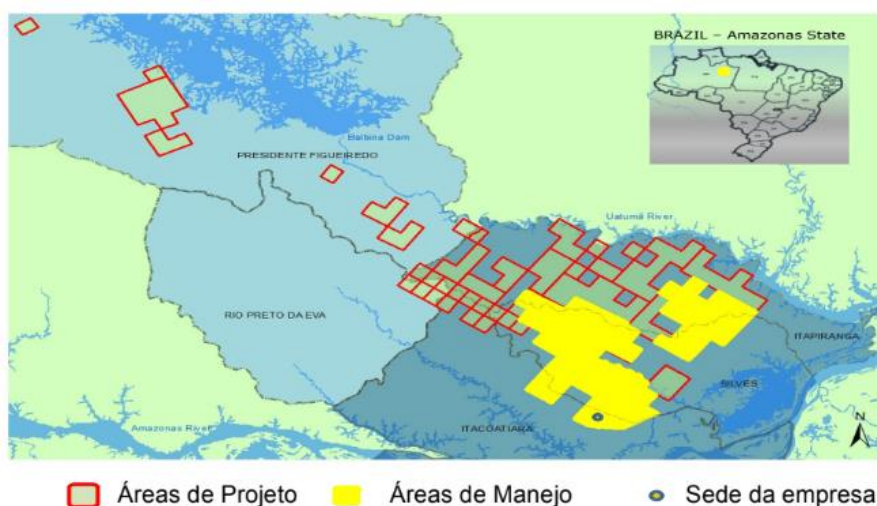 BRAZIL – Amazonas State
Balbina Dam
PRESIDENTE FIGUEIREDO
Uatumã River
RIO PRETO DA EVA
ITAPIRANGA
SILVES
Amazonas River
ITACOATIARA
N
Áreas de Projeto Áreas de Manejo Sede da empresa